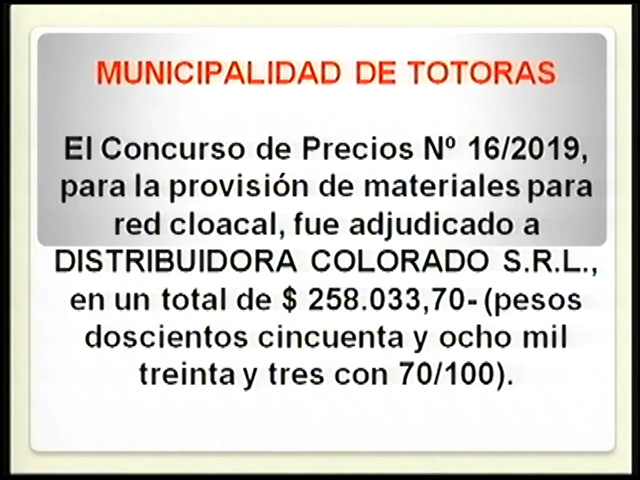 MUNICIPALIDAD DE TOTORAS
El Concurso de Precios Nº 16/2019,
para la provisión de materiales para
red cloacal, fue adjudicado a
DISTRIBUIDORA COLORADO S.R.L.,
en un total de $ 258.033,70- (pesos
doscientos cincuenta y ocho mil
treinta y tres con 70/100).